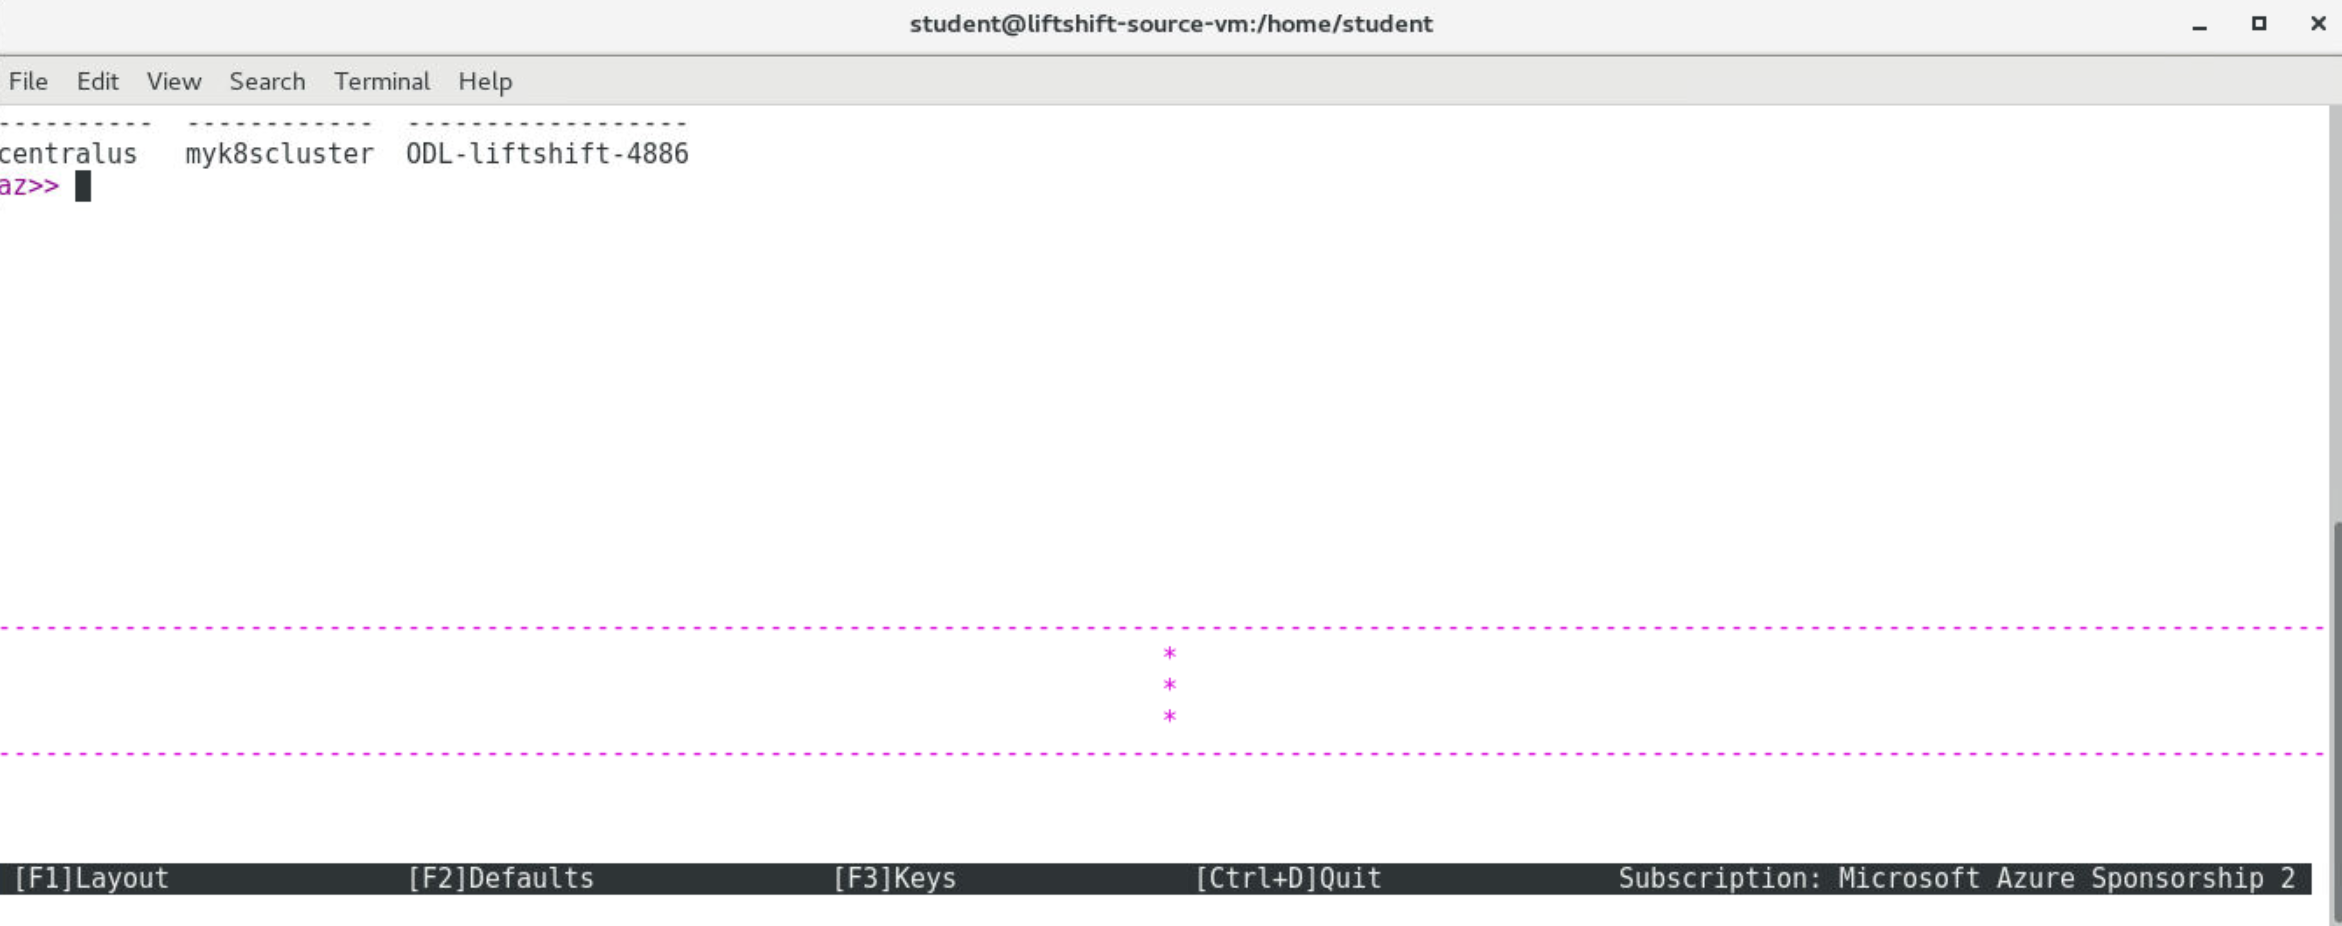 student@liftshift-source-vm:/home/student
File Edit View Search Terminal Help
---------- ------------ ------------------
centralus myk8scluster ODL-liftshift-4886
az>>
*
*
*
[F1]Layout [F2]Defaults [F3]Keys [Ctrl+D]Quit Subscription: Microsoft Azure Sponsorship 2